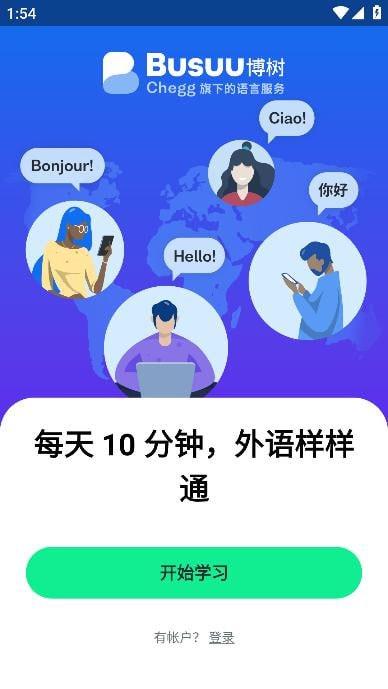 1:54
Busuu博树
Chegg 旗下的语言服务
Ciao!
Bonjour!
你好
Hello!
每天 10 分钟，外语样样
通
开始学习
有帐户？ 登录